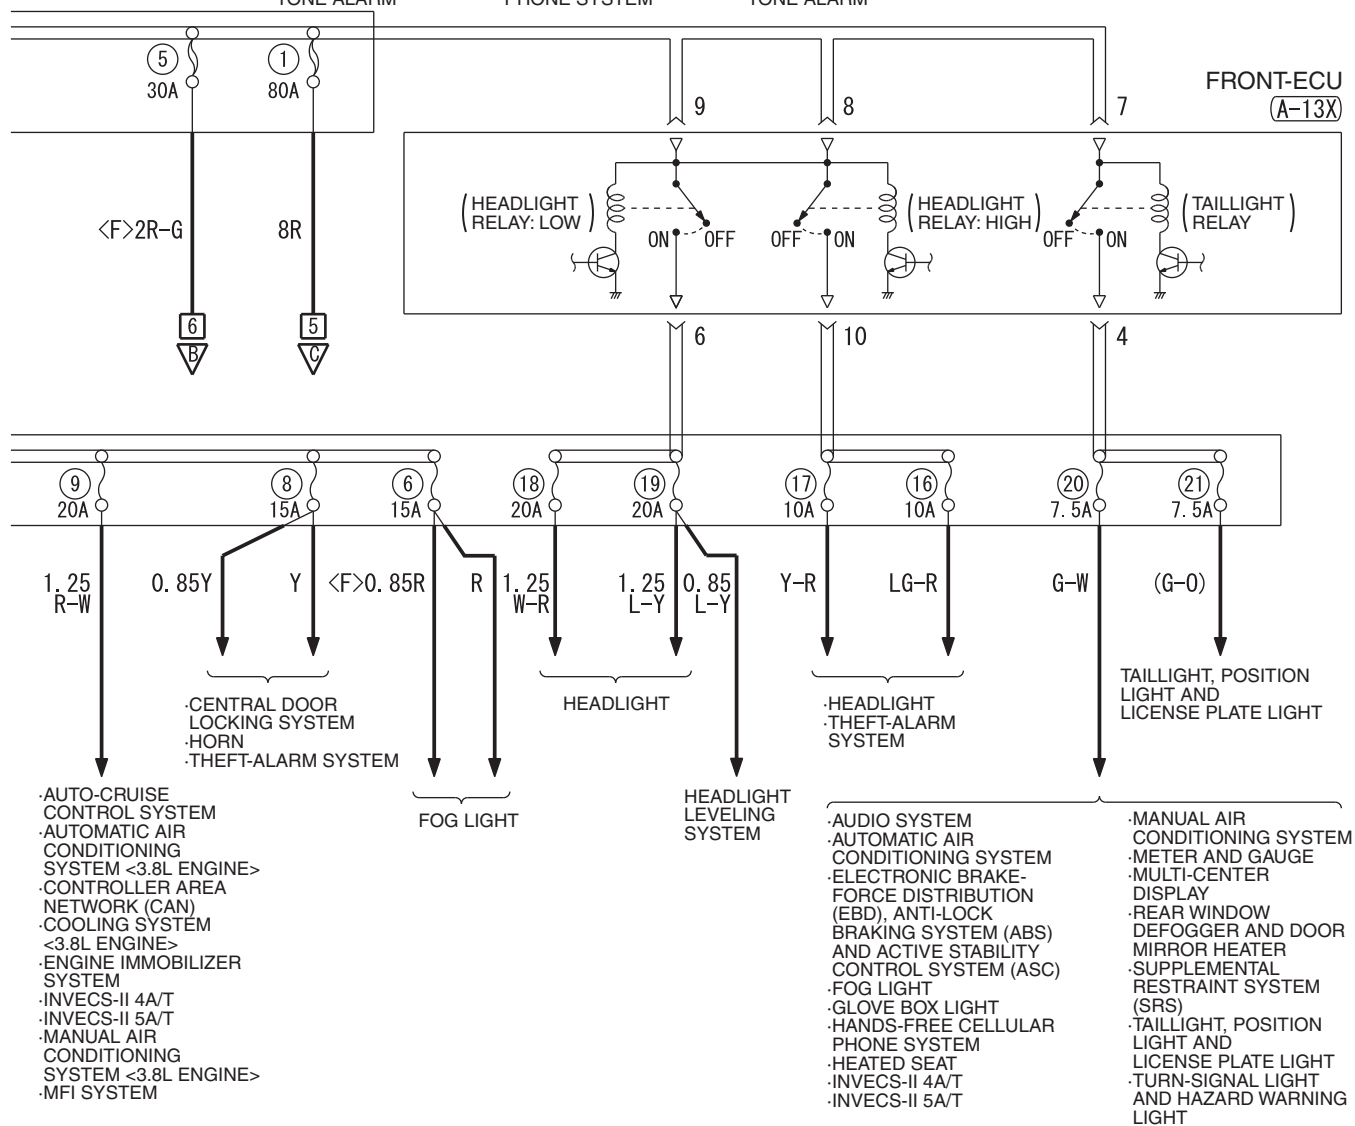 TONE ALARM
PHONE SYSTEM
TONE ALARM
5
30A
1
80A
9
8
7
FRONT-ECU
A-13X
(HEADLIGHT
RELAY: LOW)
ON
OFF
OFF
ON
(HEADLIGHT
RELAY: HIGH)
OFF
ON
(TAILLIGHT
RELAY)
<F>2R-G
8R
6
B
5
C
6
10
4
9
20A
8
15A
6
15A
18
20A
19
20A
17
10A
16
10A
20
7.5A
21
7.5A
1.25
R-W
0.85Y
Y
<F>0.85R
R
1.25
W-R
1.25
L-Y
0.85
L-Y
Y-R
LG-R
G-W
(G-O)
·CENTRAL DOOR
LOCKING SYSTEM
·HORN
·THEFT-ALARM SYSTEM
HEADLIGHT
·HEADLIGHT
·THEFT-ALARM
SYSTEM
TAILLIGHT, POSITION
LIGHT AND
LICENSE PLATE LIGHT
·AUTO-CRUISE
CONTROL SYSTEM
·AUTOMATIC AIR
CONDITIONING
SYSTEM <3.8L ENGINE>
·CONTROLLER AREA
NETWORK (CAN)
·COOLING SYSTEM
<3.8L ENGINE>
·ENGINE IMMOBILIZER
SYSTEM
·INVECS-II 4A/T
·INVECS-II 5A/T
·MANUAL AIR
CONDITIONING
SYSTEM <3.8L ENGINE>
·MFI SYSTEM
FOG LIGHT
HEADLIGHT
LEVELING
SYSTEM
·AUDIO SYSTEM
·AUTOMATIC AIR
CONDITIONING SYSTEM
·ELECTRONIC BRAKE-
FORCE DISTRIBUTION
(EBD), ANTI-LOCK
BRAKING SYSTEM (ABS)
AND ACTIVE STABILITY
CONTROL SYSTEM (ASC)
·FOG LIGHT
·GLOVE BOX LIGHT
·HANDS-FREE CELLULAR
PHONE SYSTEM
·HEATED SEAT
·INVECS-II 4A/T
·INVECS-II 5A/T
·MANUAL AIR
CONDITIONING SYSTEM
·METER AND GAUGE
·MULTI-CENTER
DISPLAY
·REAR WINDOW
DEFOGGER AND DOOR
MIRROR HEATER
·SUPPLEMENTAL
RESTRAINT SYSTEM
(SRS)
·TAILLIGHT, POSITION
LIGHT AND
LICENSE PLATE LIGHT
·TURN-SIGNAL LIGHT
AND HAZARD WARNING
LIGHT